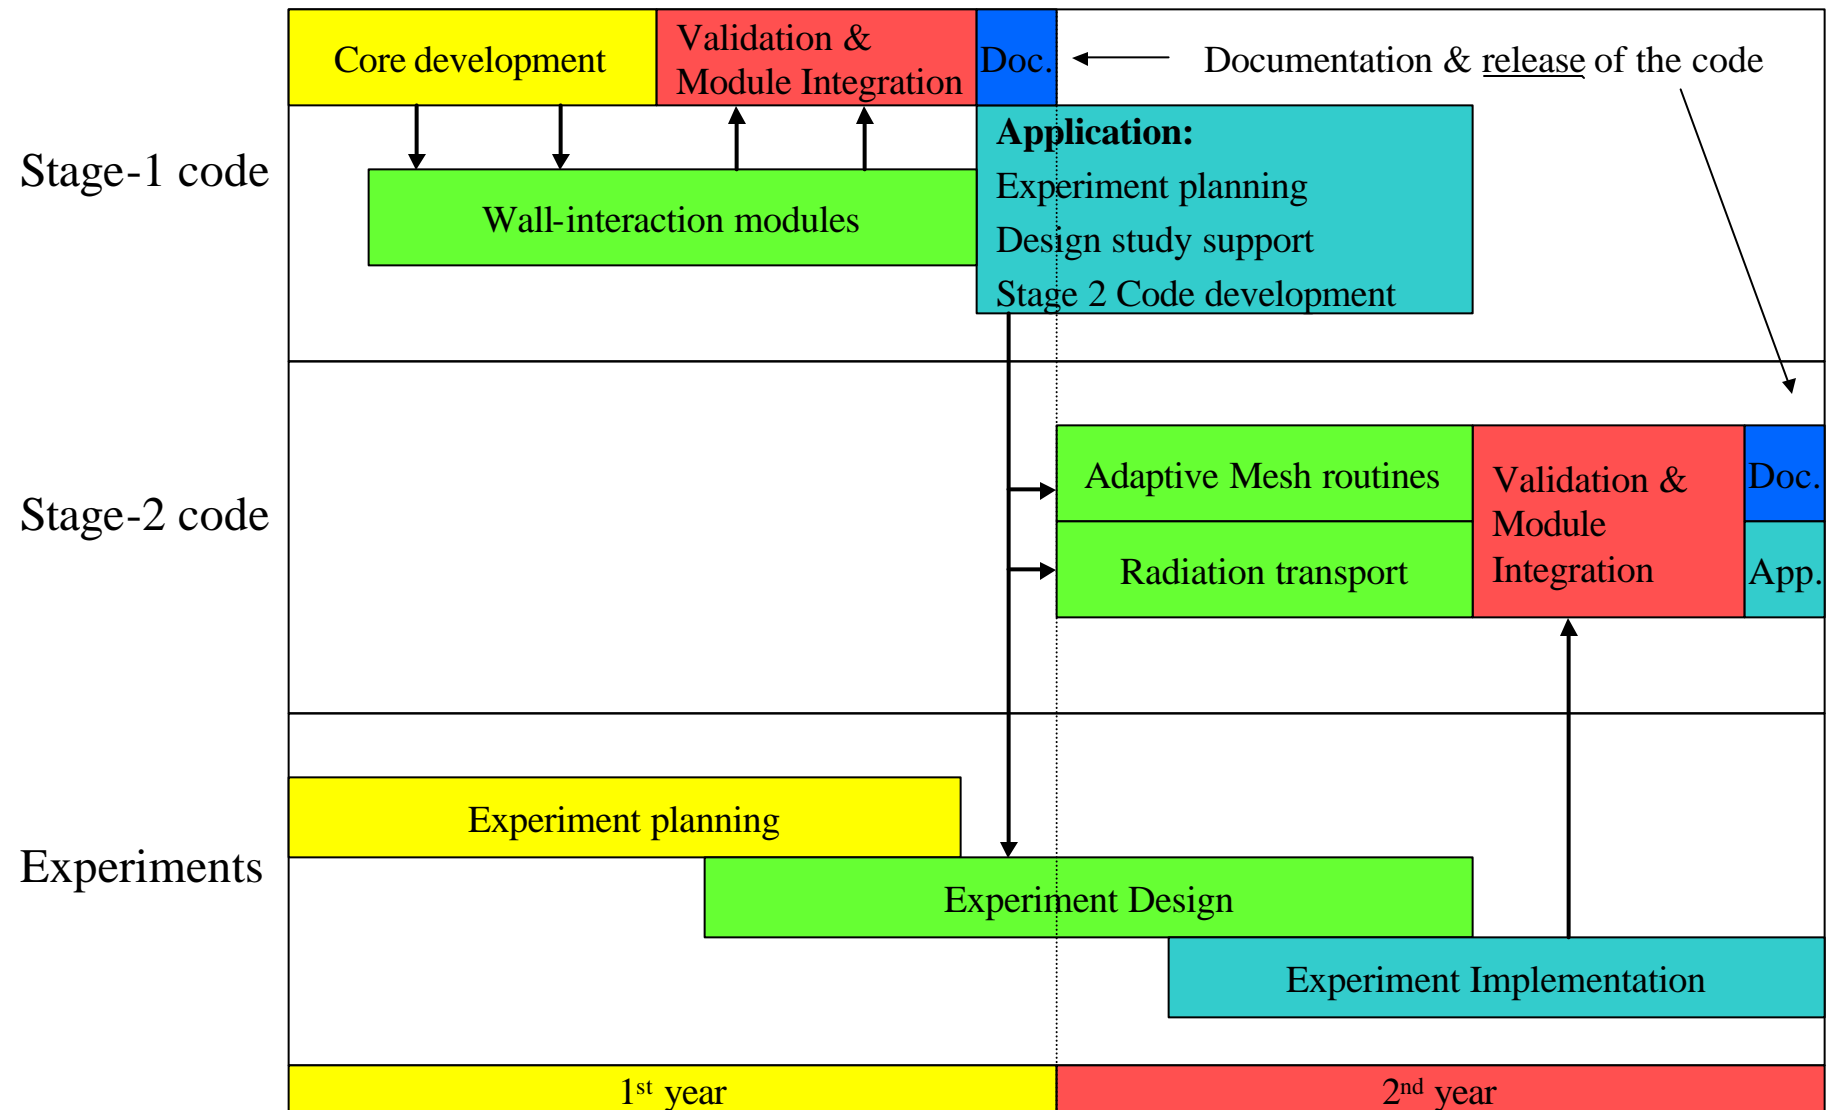 Core development
Validation &
Module Integration
Doc.
Documentation & release of the code
Stage-1 code
Wall-interaction modules
Application:
Experiment planning
Design study support
Stage 2 Code development
Stage-2 code
Adaptive Mesh routines
Radiation transport
Validation &
Module
Integration
Doc.
App.
Experiments
Experiment planning
Experiment Design
Experiment Implementation
1st year
2nd year